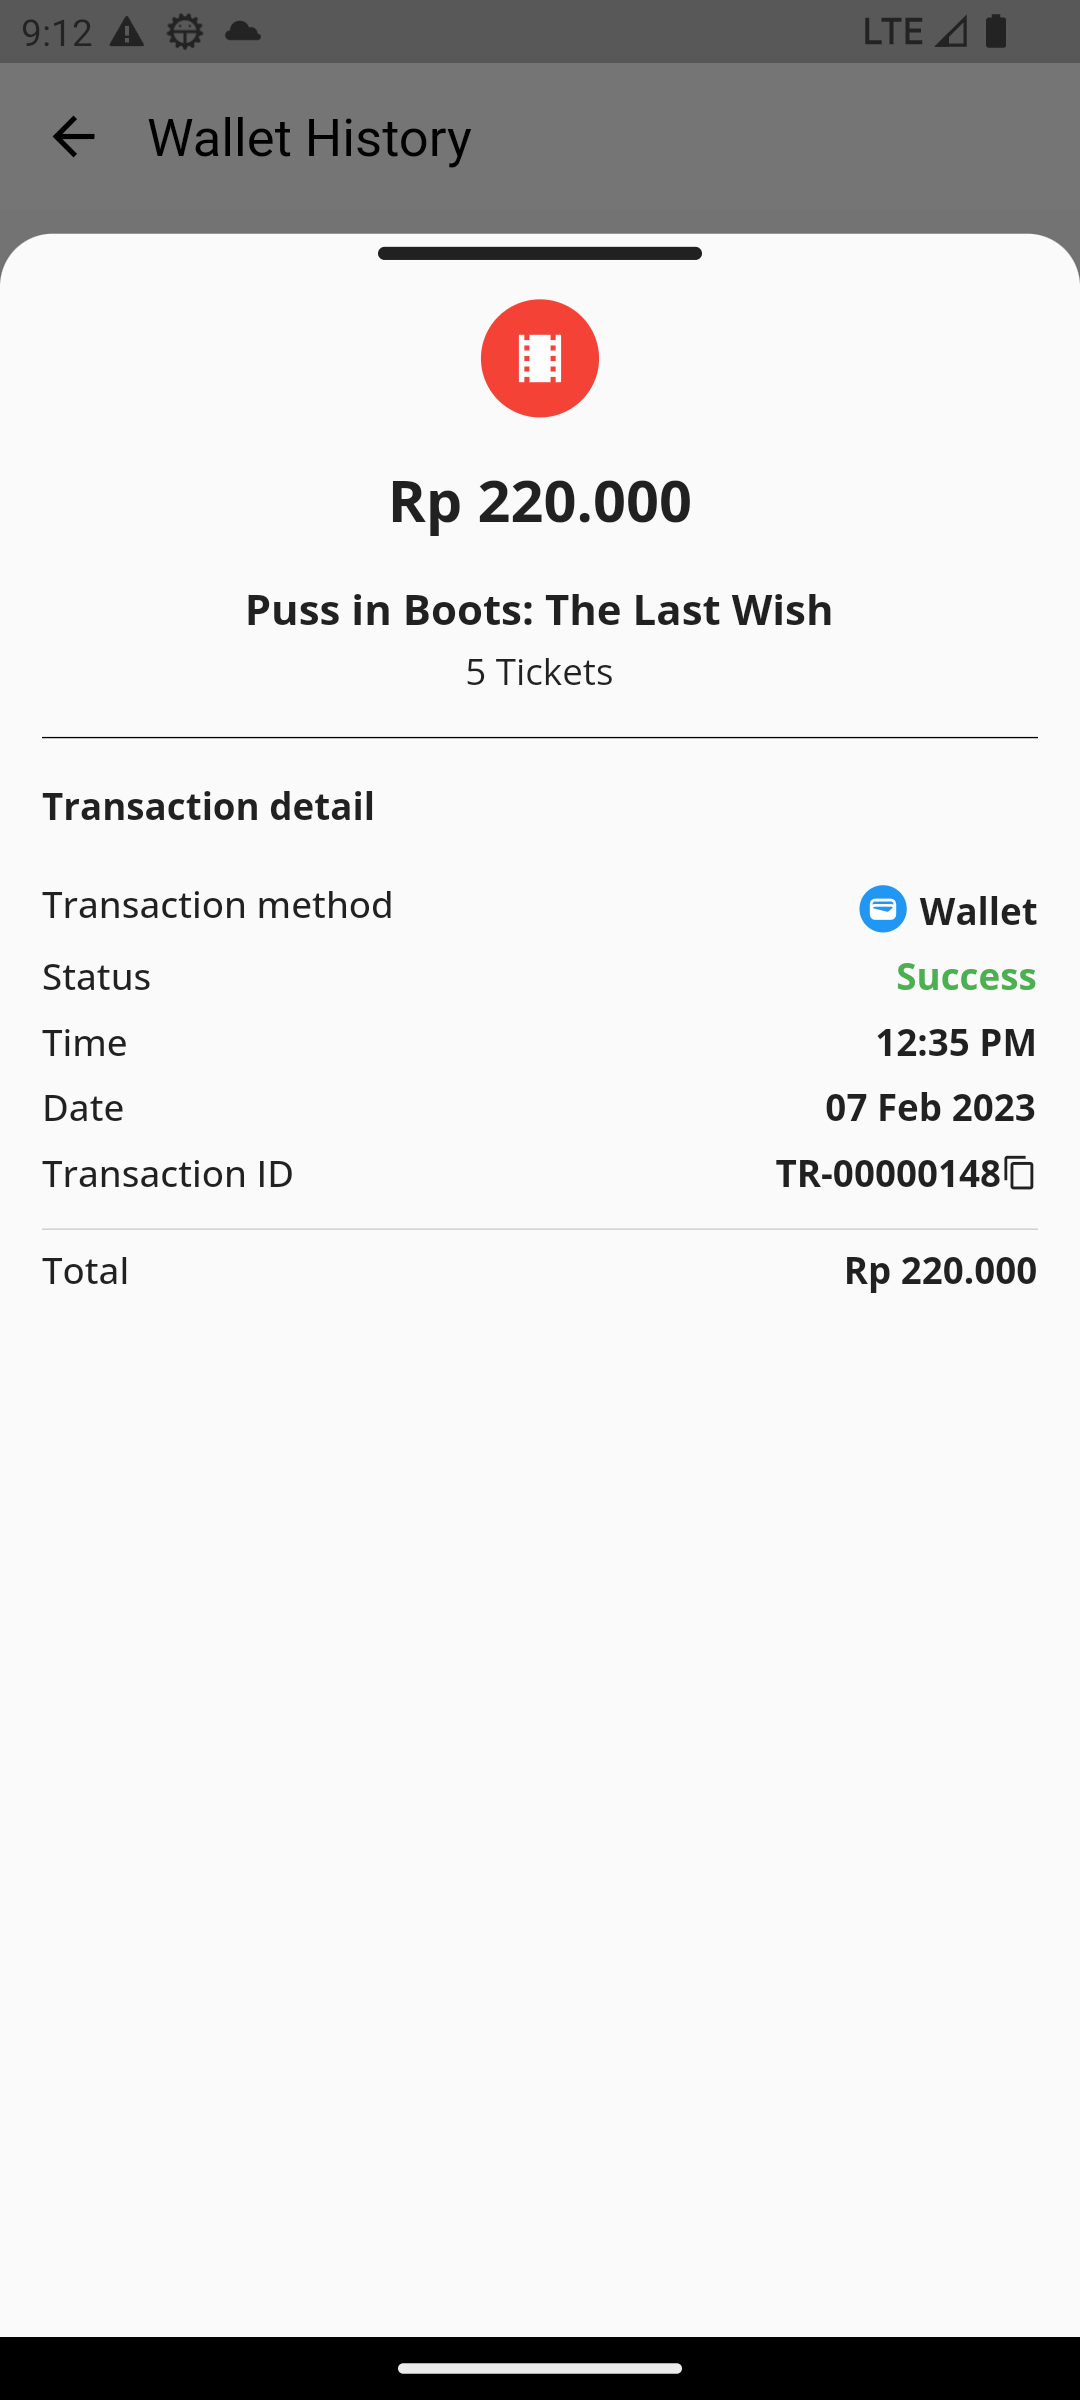 9:12 LTE
Wallet History
Rp 220.000
Puss in Boots: The Last Wish
5 Tickets
Transaction detail
Transaction method Wallet
Status Success
Time 12:35 PM
Date 07 Feb 2023
Transaction ID TR-00000148
Total Rp 220.000